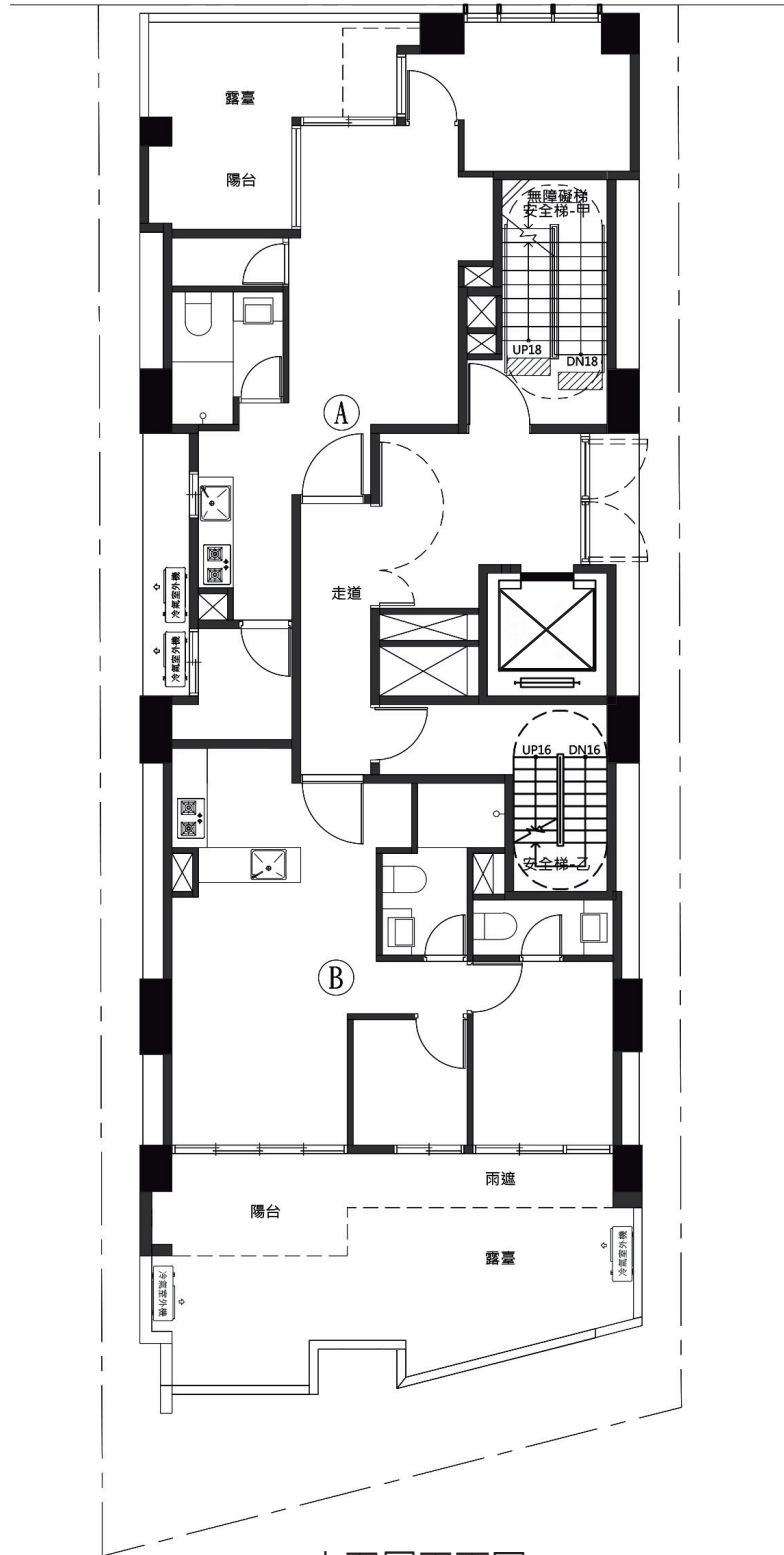 露臺
陽台
無障礙梯
安全梯-甲
UP18
DN18
A
走道
冷氣室外機
冷氣室外機
UP16 DN16
安全梯-乙
B
雨遮
陽台
露臺
冷氣室外機
冷氣室外機